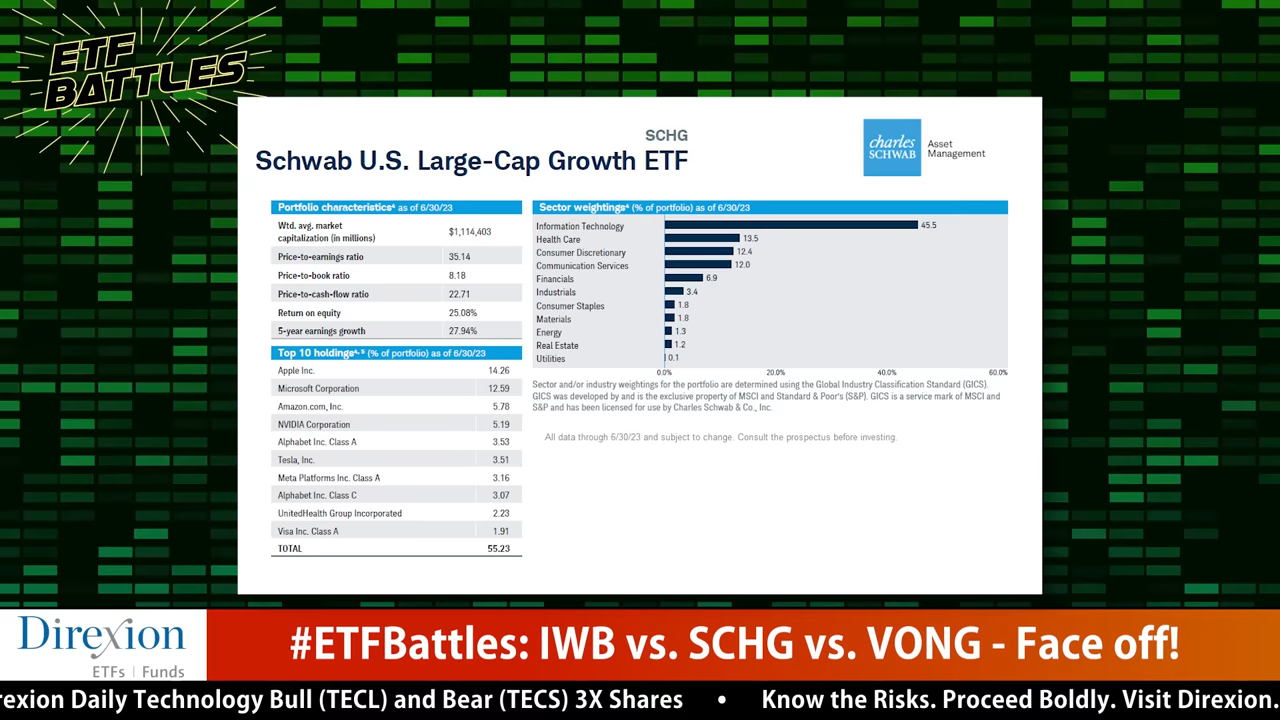 ETF
BATTLES
SCHG
Schwab U.S. Large-Cap Growth ETF
charles
SCHWAB
Asset
Management
Portfolio characteristics⁴ as of 6/30/23
Wtd. avg. market
capitalization (in millions) $1,114,403
Price-to-earnings ratio 35.14
Price-to-book ratio 8.18
Price-to-cash-flow ratio 22.71
Return on equity 25.08%
5-year earnings growth 27.94%
Top 10 holdings⁴, ⁵ (% of portfolio) as of 6/30/23
Apple Inc. 14.26
Microsoft Corporation 12.59
Amazon.com, Inc. 5.78
NVIDIA Corporation 5.19
Alphabet Inc. Class A 3.53
Tesla, Inc. 3.51
Meta Platforms Inc. Class A 3.16
Alphabet Inc. Class C 3.07
UnitedHealth Group Incorporated 2.23
Visa Inc. Class A 1.91
TOTAL 55.23
Sector weightings⁴ (% of portfolio) as of 6/30/23
Information Technology 45.5
Health Care 13.5
Consumer Discretionary 12.4
Communication Services 12.0
Financials 6.9
Industrials 3.4
Consumer Staples 1.8
Materials 1.8
Energy 1.3
Real Estate 1.2
Utilities 0.1
0.0% 20.0% 40.0% 60.0%
Sector and/or industry weightings for the portfolio are determined using the Global Industry Classification Standard (GICS).
GICS was developed by and is the exclusive property of MSCI and Standard & Poor's (S&P). GICS is a service mark of MSCI and
S&P and has been licensed for use by Charles Schwab & Co., Inc.
All data through 6/30/23 and subject to change. Consult the prospectus before investing.
Direxion
ETFs | Funds
#ETFBattles: IWB vs. SCHG vs. VONG - Face off!
rexion Daily Technology Bull (TECL) and Bear (TECS) 3X Shares • Know the Risks. Proceed Boldly. Visit Direxion.